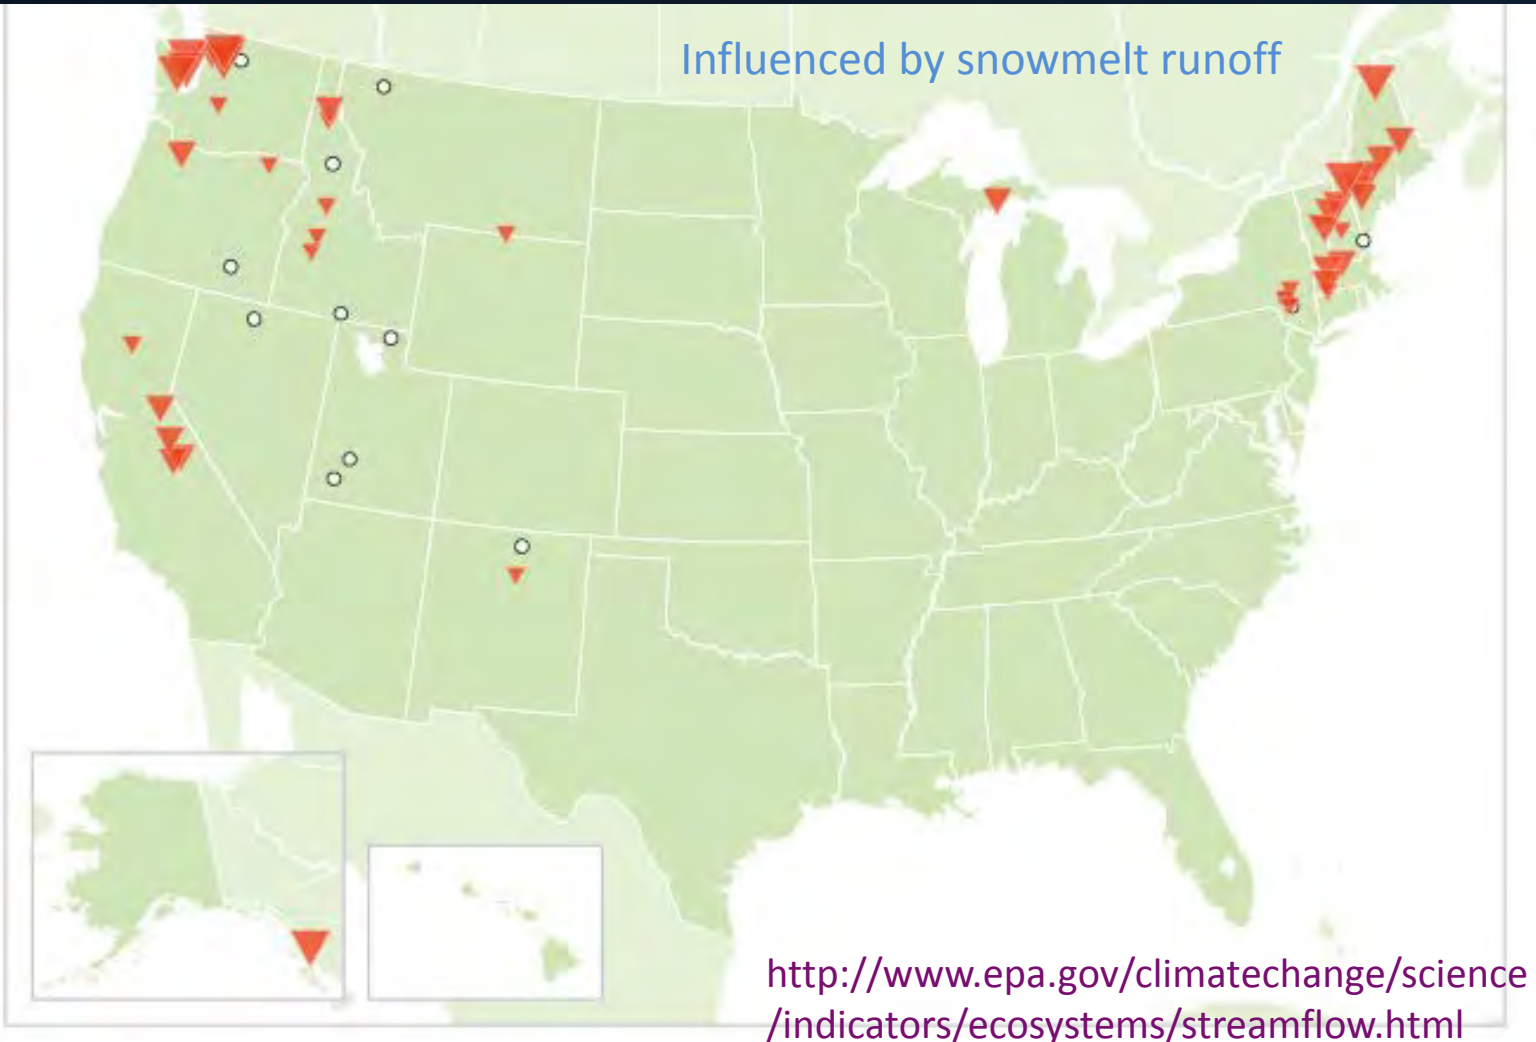 Influenced by snowmelt runoff
http://www.epa.gov/climatechange/science
/indicators/ecosystems/streamflow.html